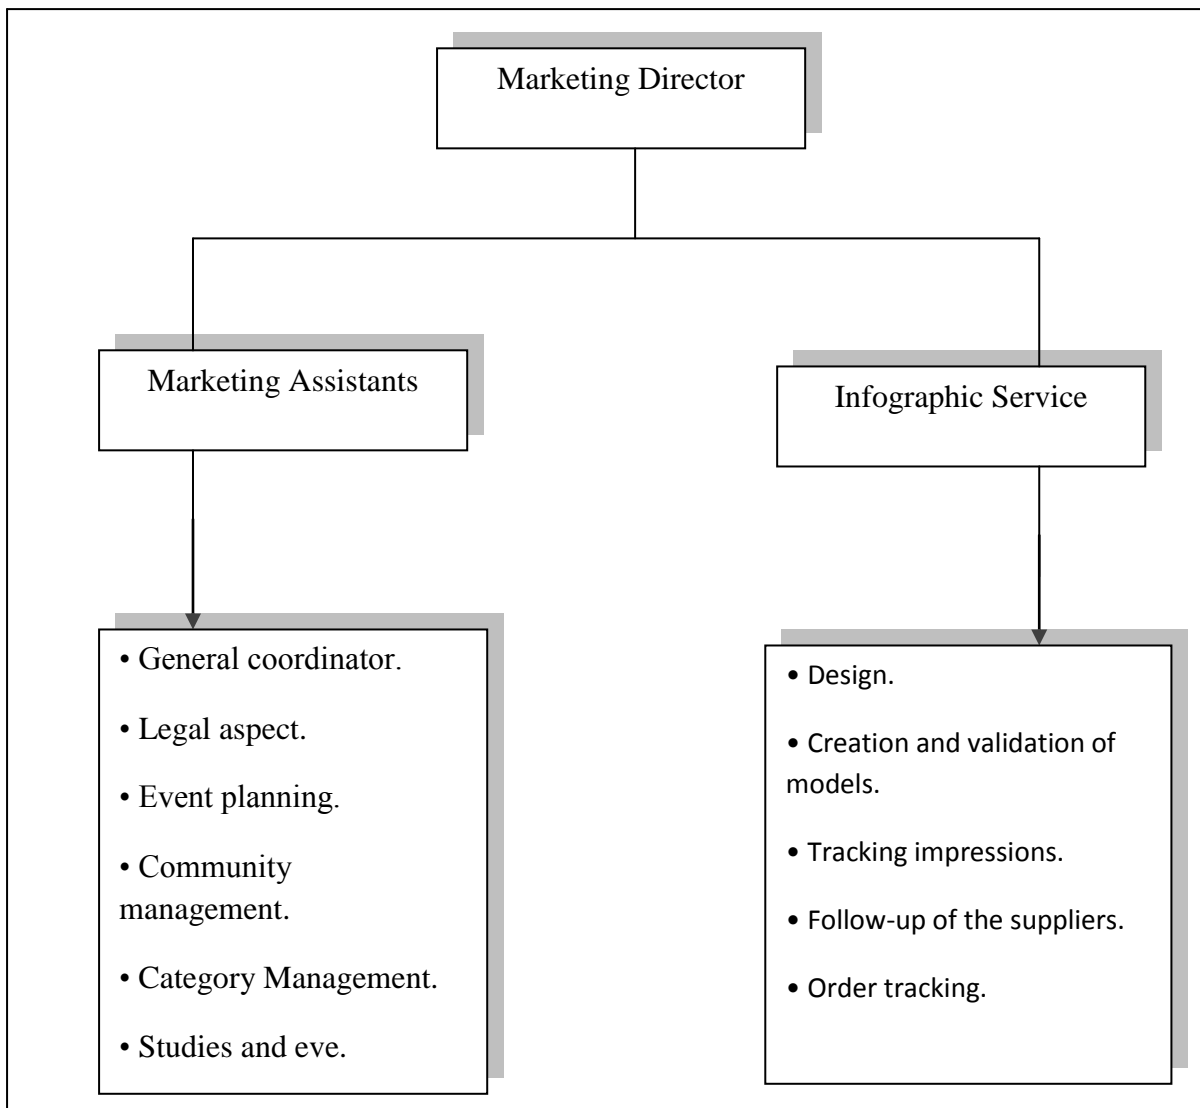 Marketing Director
Marketing Assistants
Infographic Service
• General coordinator.
• Legal aspect.
• Event planning.
• Community
management.
• Category Management.
• Studies and eve.
• Design.
• Creation and validation of
models.
• Tracking impressions.
• Follow-up of the suppliers.
• Order tracking.